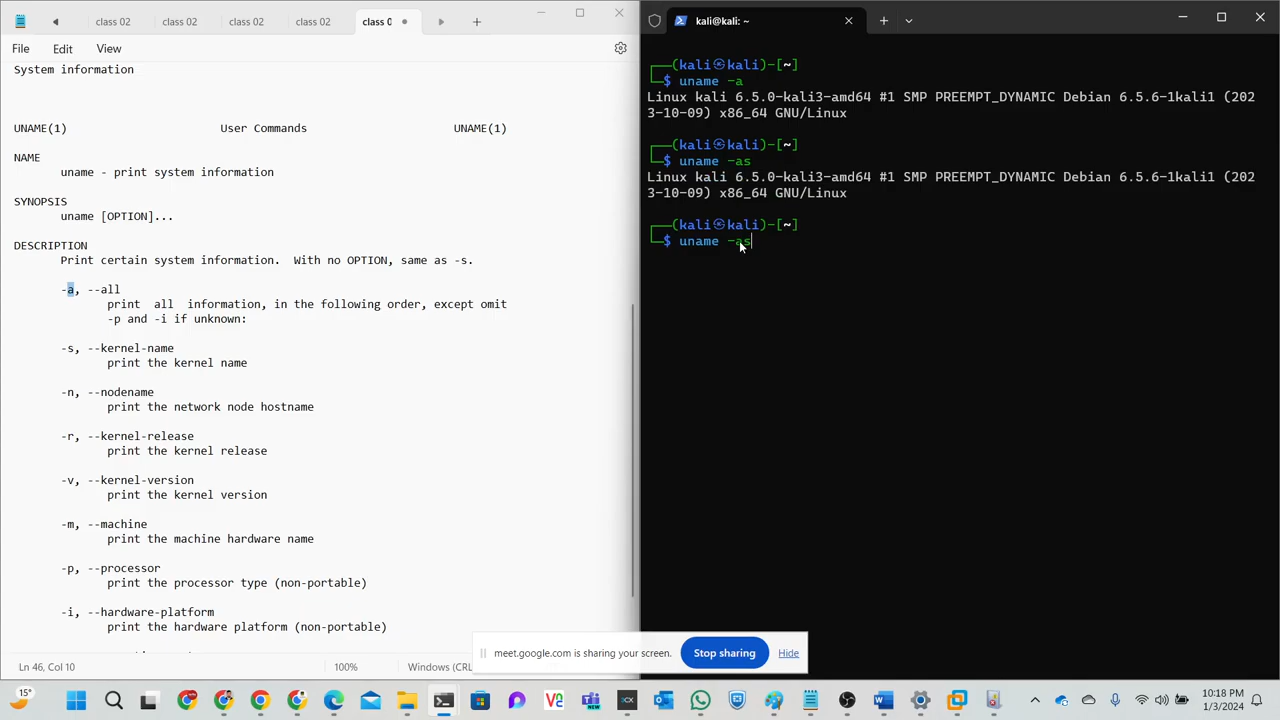 class 02
class 02
class 02
class 02
class 0
File
Edit
View
System information
UNAME(1) User Commands UNAME(1)
NAME
uname - print system information
SYNOPSIS
uname [OPTION]...
DESCRIPTION
Print certain system information. With no OPTION, same as -s.
-a, --all
print all information, in the following order, except omit
-p and -i if unknown:
-s, --kernel-name
print the kernel name
-n, --nodename
print the network node hostname
-r, --kernel-release
print the kernel release
-v, --kernel-version
print the kernel version
-m, --machine
print the machine hardware name
-p, --processor
print the processor type (non-portable)
-i, --hardware-platform
print the hardware platform (non-portable)
Ln 46, Col 10
100%
Windows (CRL
kali@kali: ~
┌──(kali㉿kali)-[~]
└─$ uname -a
Linux kali 6.5.0-kali3-amd64 #1 SMP PREEMPT_DYNAMIC Debian 6.5.6-1kali1 (202
3-10-09) x86_64 GNU/Linux
┌──(kali㉿kali)-[~]
└─$ uname -as
Linux kali 6.5.0-kali3-amd64 #1 SMP PREEMPT_DYNAMIC Debian 6.5.6-1kali1 (202
3-10-09) x86_64 GNU/Linux
┌──(kali㉿kali)-[~]
└─$ uname -as
meet.google.com is sharing your screen.
Stop sharing
Hide
15°
10:18 PM
1/3/2024